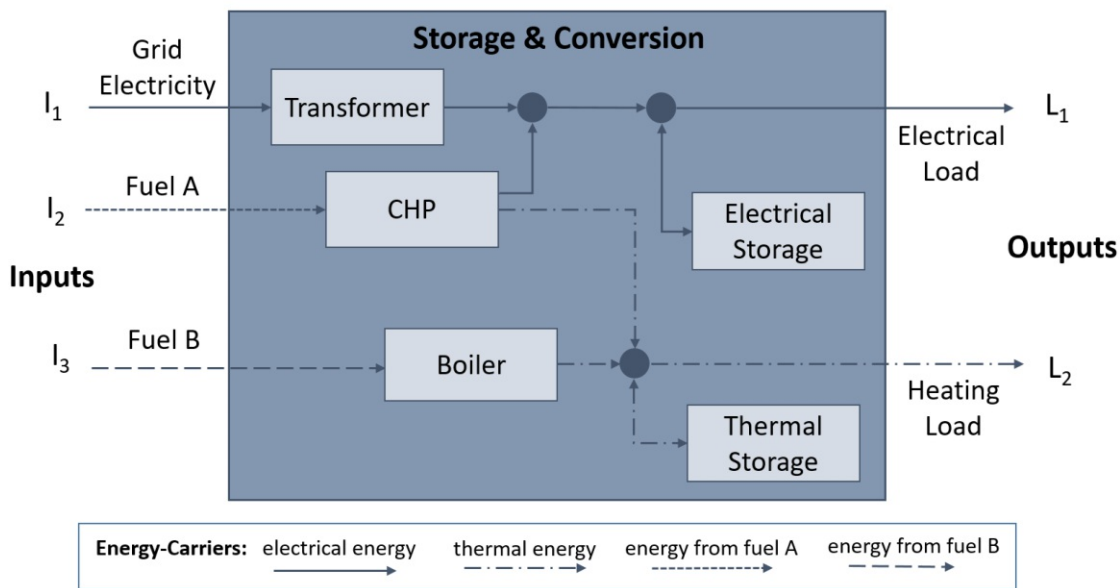 Storage & Conversion
Grid
Electricity
I₁
Transformer
L₁
Electrical
Load
Fuel A
I₂
CHP
Electrical
Storage
Inputs
Outputs
Fuel B
I₃
Boiler
L₂
Heating
Load
Thermal
Storage
Energy-Carriers: electrical energy thermal energy energy from fuel A energy from fuel B